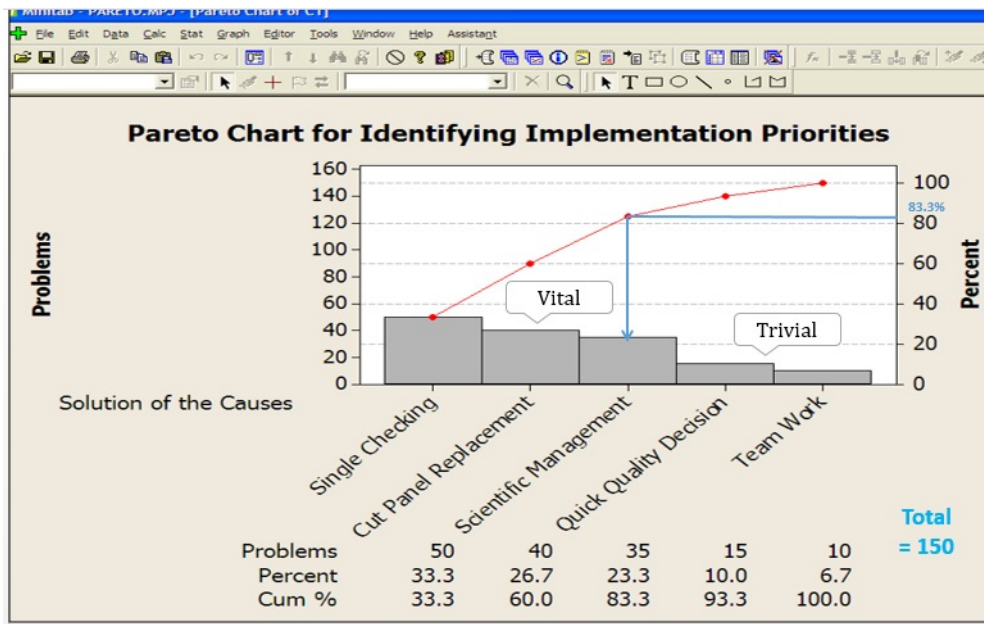 Minitab - PARETO.MPJ - [Pareto Chart of C1]
File Edit Data Calc Stat Graph Editor Tools Window Help Assistant
Pareto Chart for Identifying Implementation Priorities
160
140
120
100
80
60
40
20
0
Problems
100
83.3%
80
60
40
20
0
Percent
Vital
Trivial
Solution of the Causes
Single Checking
Cut Panel Replacement
Scientific Management
Quick Quality Decision
Team Work
Total
= 150
Problems 50 40 35 15 10
Percent 33.3 26.7 23.3 10.0 6.7
Cum % 33.3 60.0 83.3 93.3 100.0